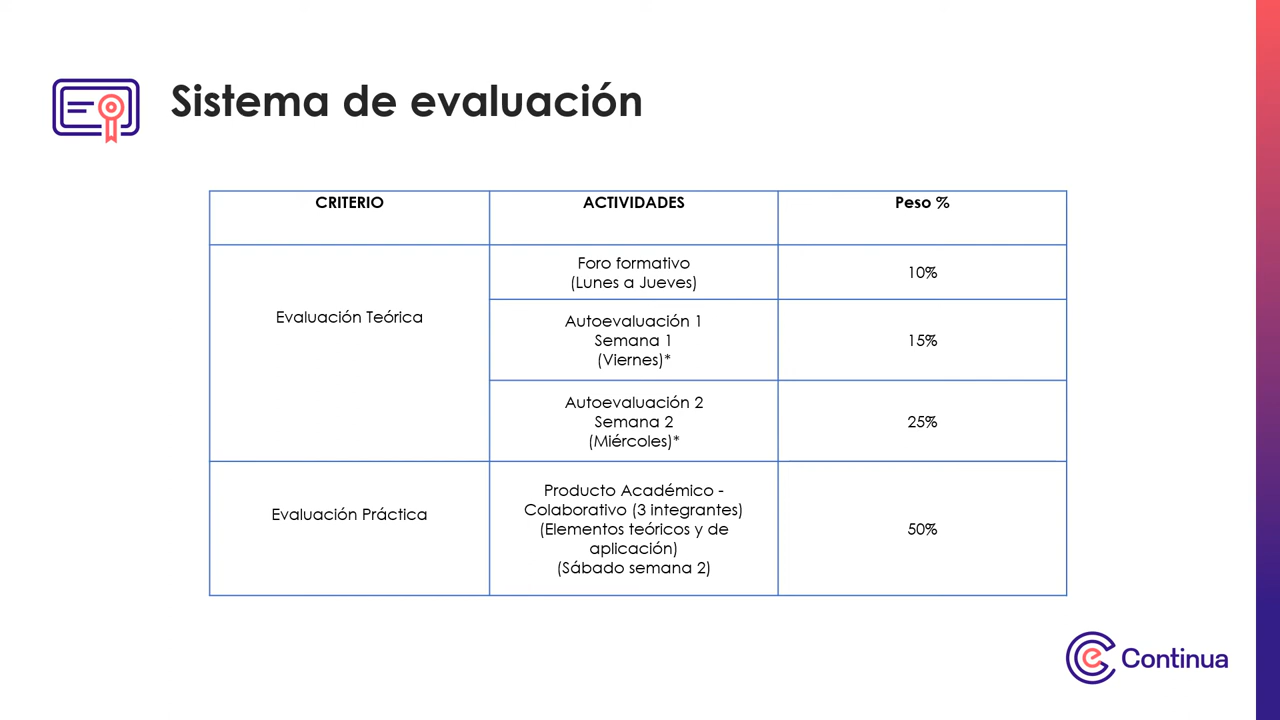 Sistema de evaluación
CRITERIO
ACTIVIDADES
Peso %
Evaluación Teórica
Foro formativo
(Lunes a Jueves)
10%
Autoevaluación 1
Semana 1
(Viernes)*
15%
Autoevaluación 2
Semana 2
(Miércoles)*
25%
Evaluación Práctica
Producto Académico -
Colaborativo (3 integrantes)
(Elementos teóricos y de
aplicación)
(Sábado semana 2)
50%
e Continua